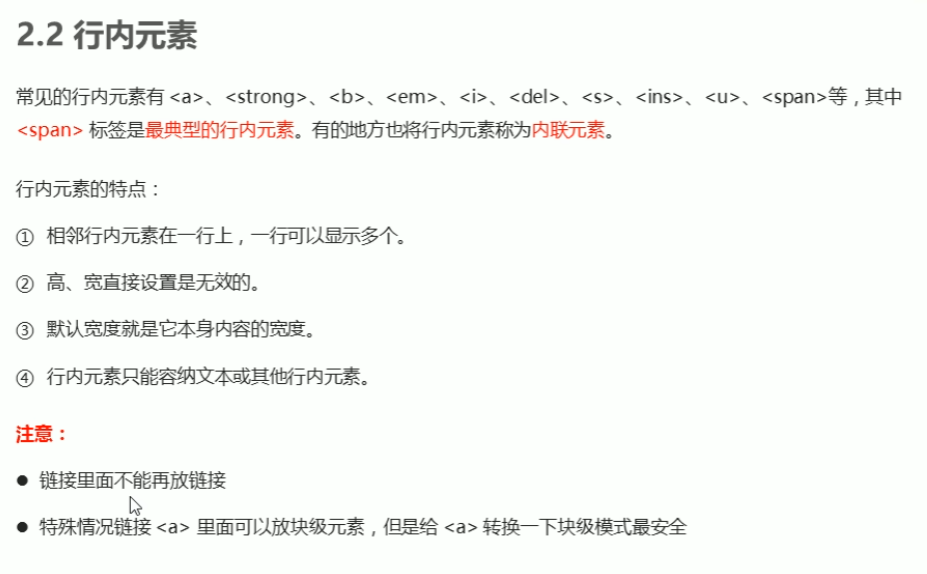 2.2 行内元素
常见的行内元素有 <a>、<strong>、<b>、<em>、<i>、<del>、<s>、<ins>、<u>、<span>等，其中
<span> 标签是最典型的行内元素。有的地方也将行内元素称为内联元素。
行内元素的特点：
① 相邻行内元素在一行上，一行可以显示多个。
② 高、宽直接设置是无效的。
③ 默认宽度就是它本身内容的宽度。
④ 行内元素只能容纳文本或其他行内元素。
注意：
● 链接里面不能再放链接
● 特殊情况链接 <a> 里面可以放块级元素，但是给 <a> 转换一下块级模式最安全